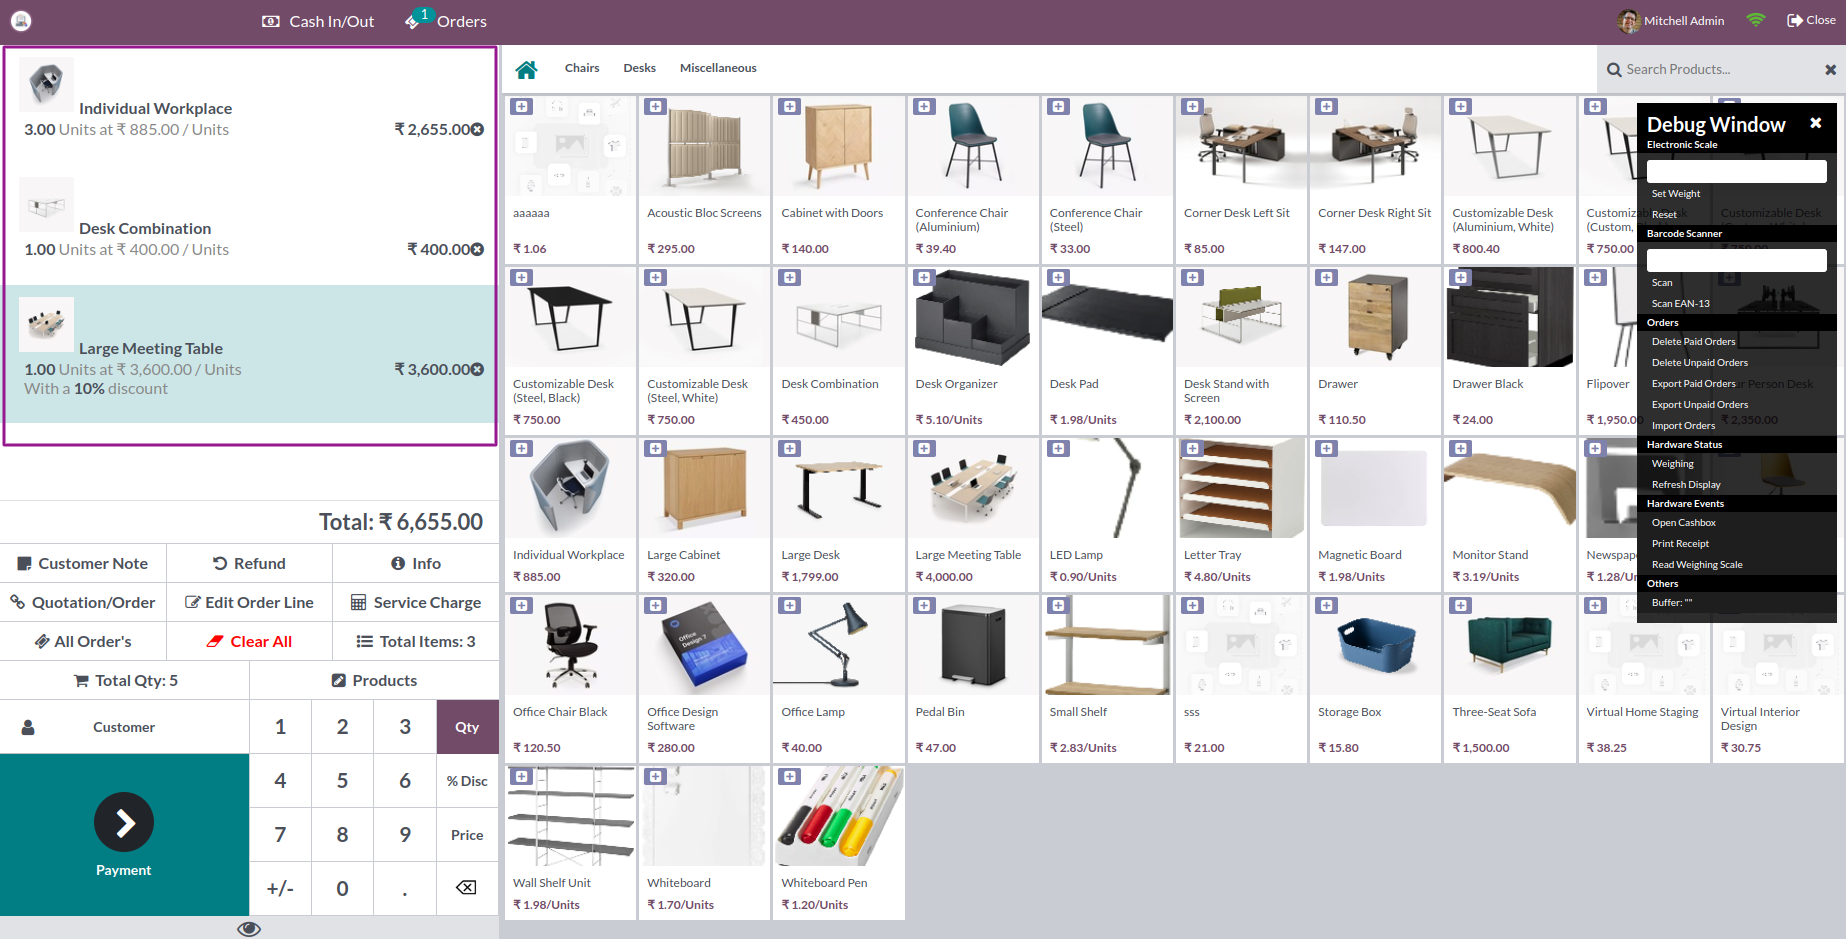 Cash In/Out
1
Orders
Mitchell Admin
Close
Individual Workplace
3.00 Units at ₹ 885.00 / Units
₹ 2,655.00
Desk Combination
1.00 Units at ₹ 400.00 / Units
₹ 400.00
Large Meeting Table
1.00 Units at ₹ 3,600.00 / Units
₹ 3,600.00
With a 10% discount
Total: ₹ 6,655.00
Customer Note
Refund
Info
Quotation/Order
Edit Order Line
Service Charge
All Order's
Clear All
Total Items: 3
Total Qty: 5
Products
Customer
1
2
3
Qty
4
5
6
% Disc
7
8
9
Price
+/-
0
.
Payment
Chairs
Desks
Miscellaneous
Search Products...
aaaaaa
₹ 1.06
Acoustic Bloc Screens
₹ 295.00
Cabinet with Doors
₹ 140.00
Conference Chair
(Aluminium)
₹ 39.40
Conference Chair
(Steel)
₹ 33.00
Corner Desk Left Sit
₹ 85.00
Corner Desk Right Sit
₹ 147.00
Customizable Desk
(Aluminium, White)
₹ 800.40
Customizable Desk
(Custom,
₹ 750.00
Customizable Desk
₹ 750.00
Customizable Desk
(Steel, Black)
₹ 750.00
Customizable Desk
(Steel, White)
₹ 750.00
Desk Combination
₹ 450.00
Desk Organizer
₹ 5.10/Units
Desk Pad
₹ 1.98/Units
Desk Stand with
Screen
₹ 2,100.00
Drawer
₹ 110.50
Drawer Black
₹ 24.00
Flipover
₹ 1,950.00
Four Person Desk
₹ 2,350.00
Individual Workplace
₹ 885.00
Large Cabinet
₹ 320.00
Large Desk
₹ 1,799.00
Large Meeting Table
₹ 4,000.00
LED Lamp
₹ 0.90/Units
Letter Tray
₹ 4.80/Units
Magnetic Board
₹ 1.98/Units
Monitor Stand
₹ 3.19/Units
Newspap
₹ 1.28/Un
Office Chair Black
₹ 120.50
Office
Design 7
Office Design
Software
₹ 280.00
Office Lamp
₹ 40.00
Pedal Bin
₹ 47.00
Small Shelf
₹ 2.83/Units
sss
₹ 21.00
Storage Box
₹ 15.80
Three-Seat Sofa
₹ 1,500.00
Virtual Home Staging
₹ 38.25
Virtual Interior
Design
₹ 30.75
Wall Shelf Unit
₹ 1.98/Units
Whiteboard
₹ 1.70/Units
Whiteboard Pen
₹ 1.20/Units
Debug Window
Electronic Scale
Set Weight
Reset
Barcode Scanner
Scan
Scan EAN-13
Orders
Delete Paid Orders
Delete Unpaid Orders
Export Paid Orders
Export Unpaid Orders
Import Orders
Hardware Status
Weighing
Refresh Display
Hardware Events
Open Cashbox
Print Receipt
Read Weighing Scale
Others
Buffer: ""